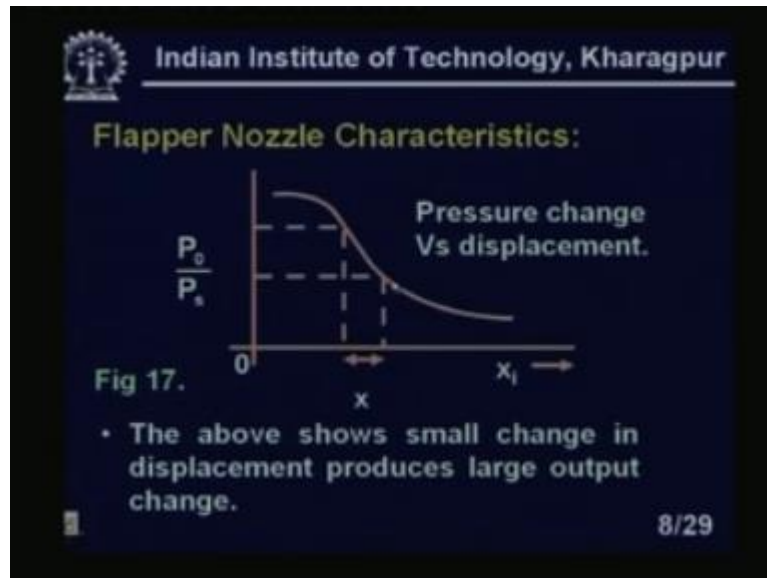 Indian Institute of Technology, Kharagpur
Flapper Nozzle Characteristics:
Pressure change
Vs displacement.
P₀
Pₛ
0
xᵢ
Fig 17.
x
• The above shows small change in
displacement produces large output
change.
8/29